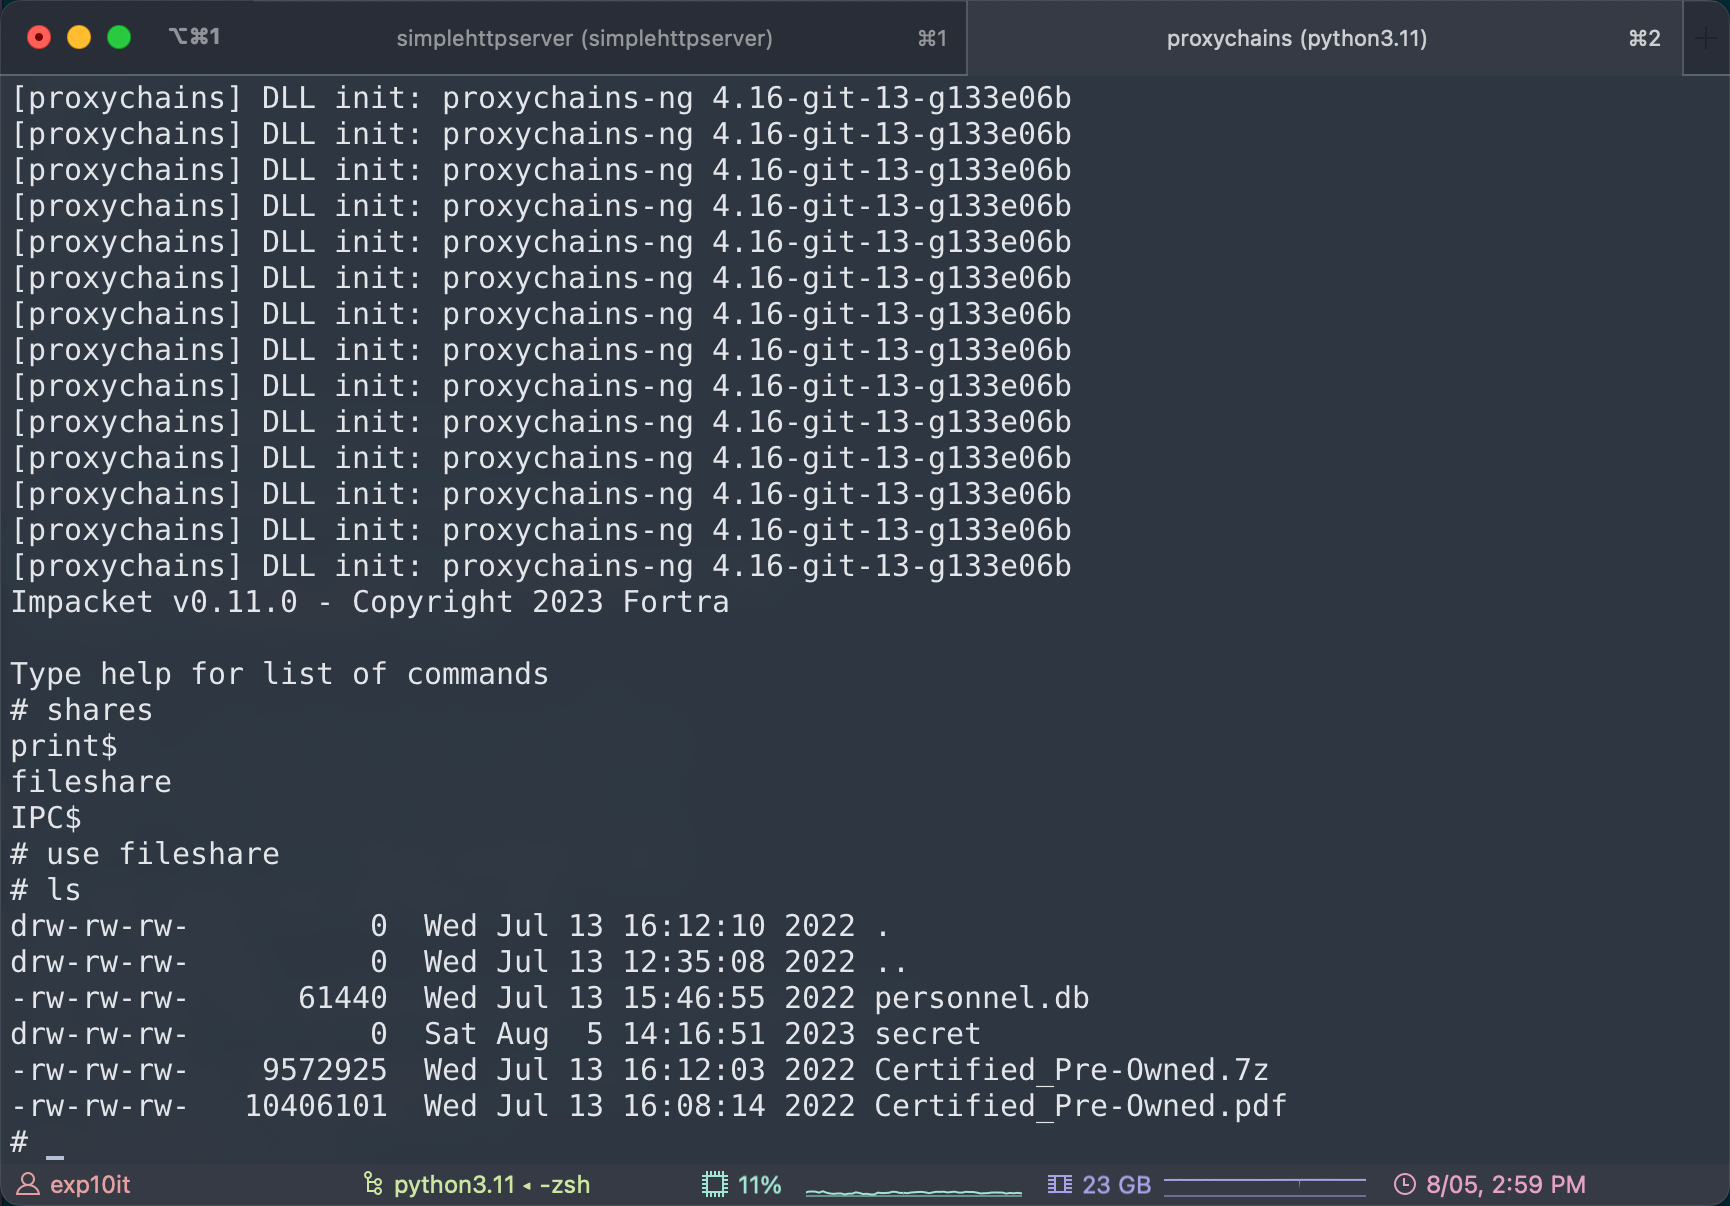 ⌥⌘1
simplehttpserver (simplehttpserver) ⌘1
proxychains (python3.11) ⌘2
[proxychains] DLL init: proxychains-ng 4.16-git-13-g133e06b
[proxychains] DLL init: proxychains-ng 4.16-git-13-g133e06b
[proxychains] DLL init: proxychains-ng 4.16-git-13-g133e06b
[proxychains] DLL init: proxychains-ng 4.16-git-13-g133e06b
[proxychains] DLL init: proxychains-ng 4.16-git-13-g133e06b
[proxychains] DLL init: proxychains-ng 4.16-git-13-g133e06b
[proxychains] DLL init: proxychains-ng 4.16-git-13-g133e06b
[proxychains] DLL init: proxychains-ng 4.16-git-13-g133e06b
[proxychains] DLL init: proxychains-ng 4.16-git-13-g133e06b
[proxychains] DLL init: proxychains-ng 4.16-git-13-g133e06b
[proxychains] DLL init: proxychains-ng 4.16-git-13-g133e06b
[proxychains] DLL init: proxychains-ng 4.16-git-13-g133e06b
[proxychains] DLL init: proxychains-ng 4.16-git-13-g133e06b
[proxychains] DLL init: proxychains-ng 4.16-git-13-g133e06b
Impacket v0.11.0 - Copyright 2023 Fortra
Type help for list of commands
# shares
print$
fileshare
IPC$
# use fileshare
# ls
drw-rw-rw-          0  Wed Jul 13 16:12:10 2022 .
drw-rw-rw-          0  Wed Jul 13 12:35:08 2022 ..
-rw-rw-rw-      61440  Wed Jul 13 15:46:55 2022 personnel.db
drw-rw-rw-          0  Sat Aug  5 14:16:51 2023 secret
-rw-rw-rw-    9572925  Wed Jul 13 16:12:03 2022 Certified_Pre-Owned.7z
-rw-rw-rw-   10406101  Wed Jul 13 16:08:14 2022 Certified_Pre-Owned.pdf
# _
exp10it python3.11 ◂ -zsh 11% 23 GB 8/05, 2:59 PM